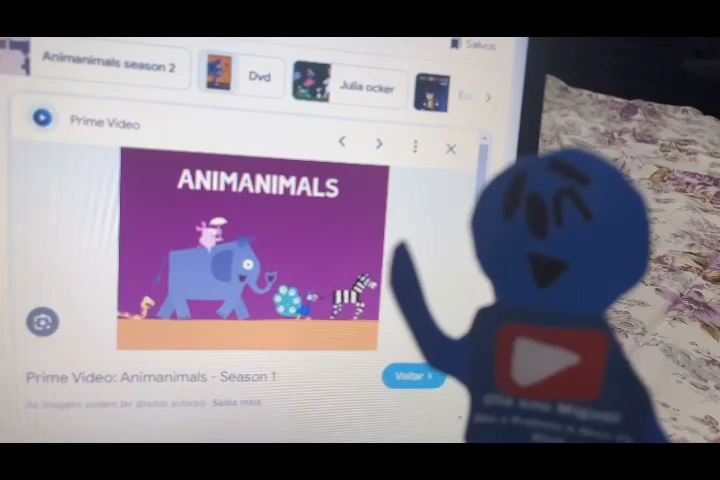 Salvos
Animanimals season 2
Dvd
Julia ocker
Prime Video
ANIMANIMALS
Prime Video: Animanimals - Season 1
Visitar
As imagens podem ter direitos autorais. Saiba mais
Miguel